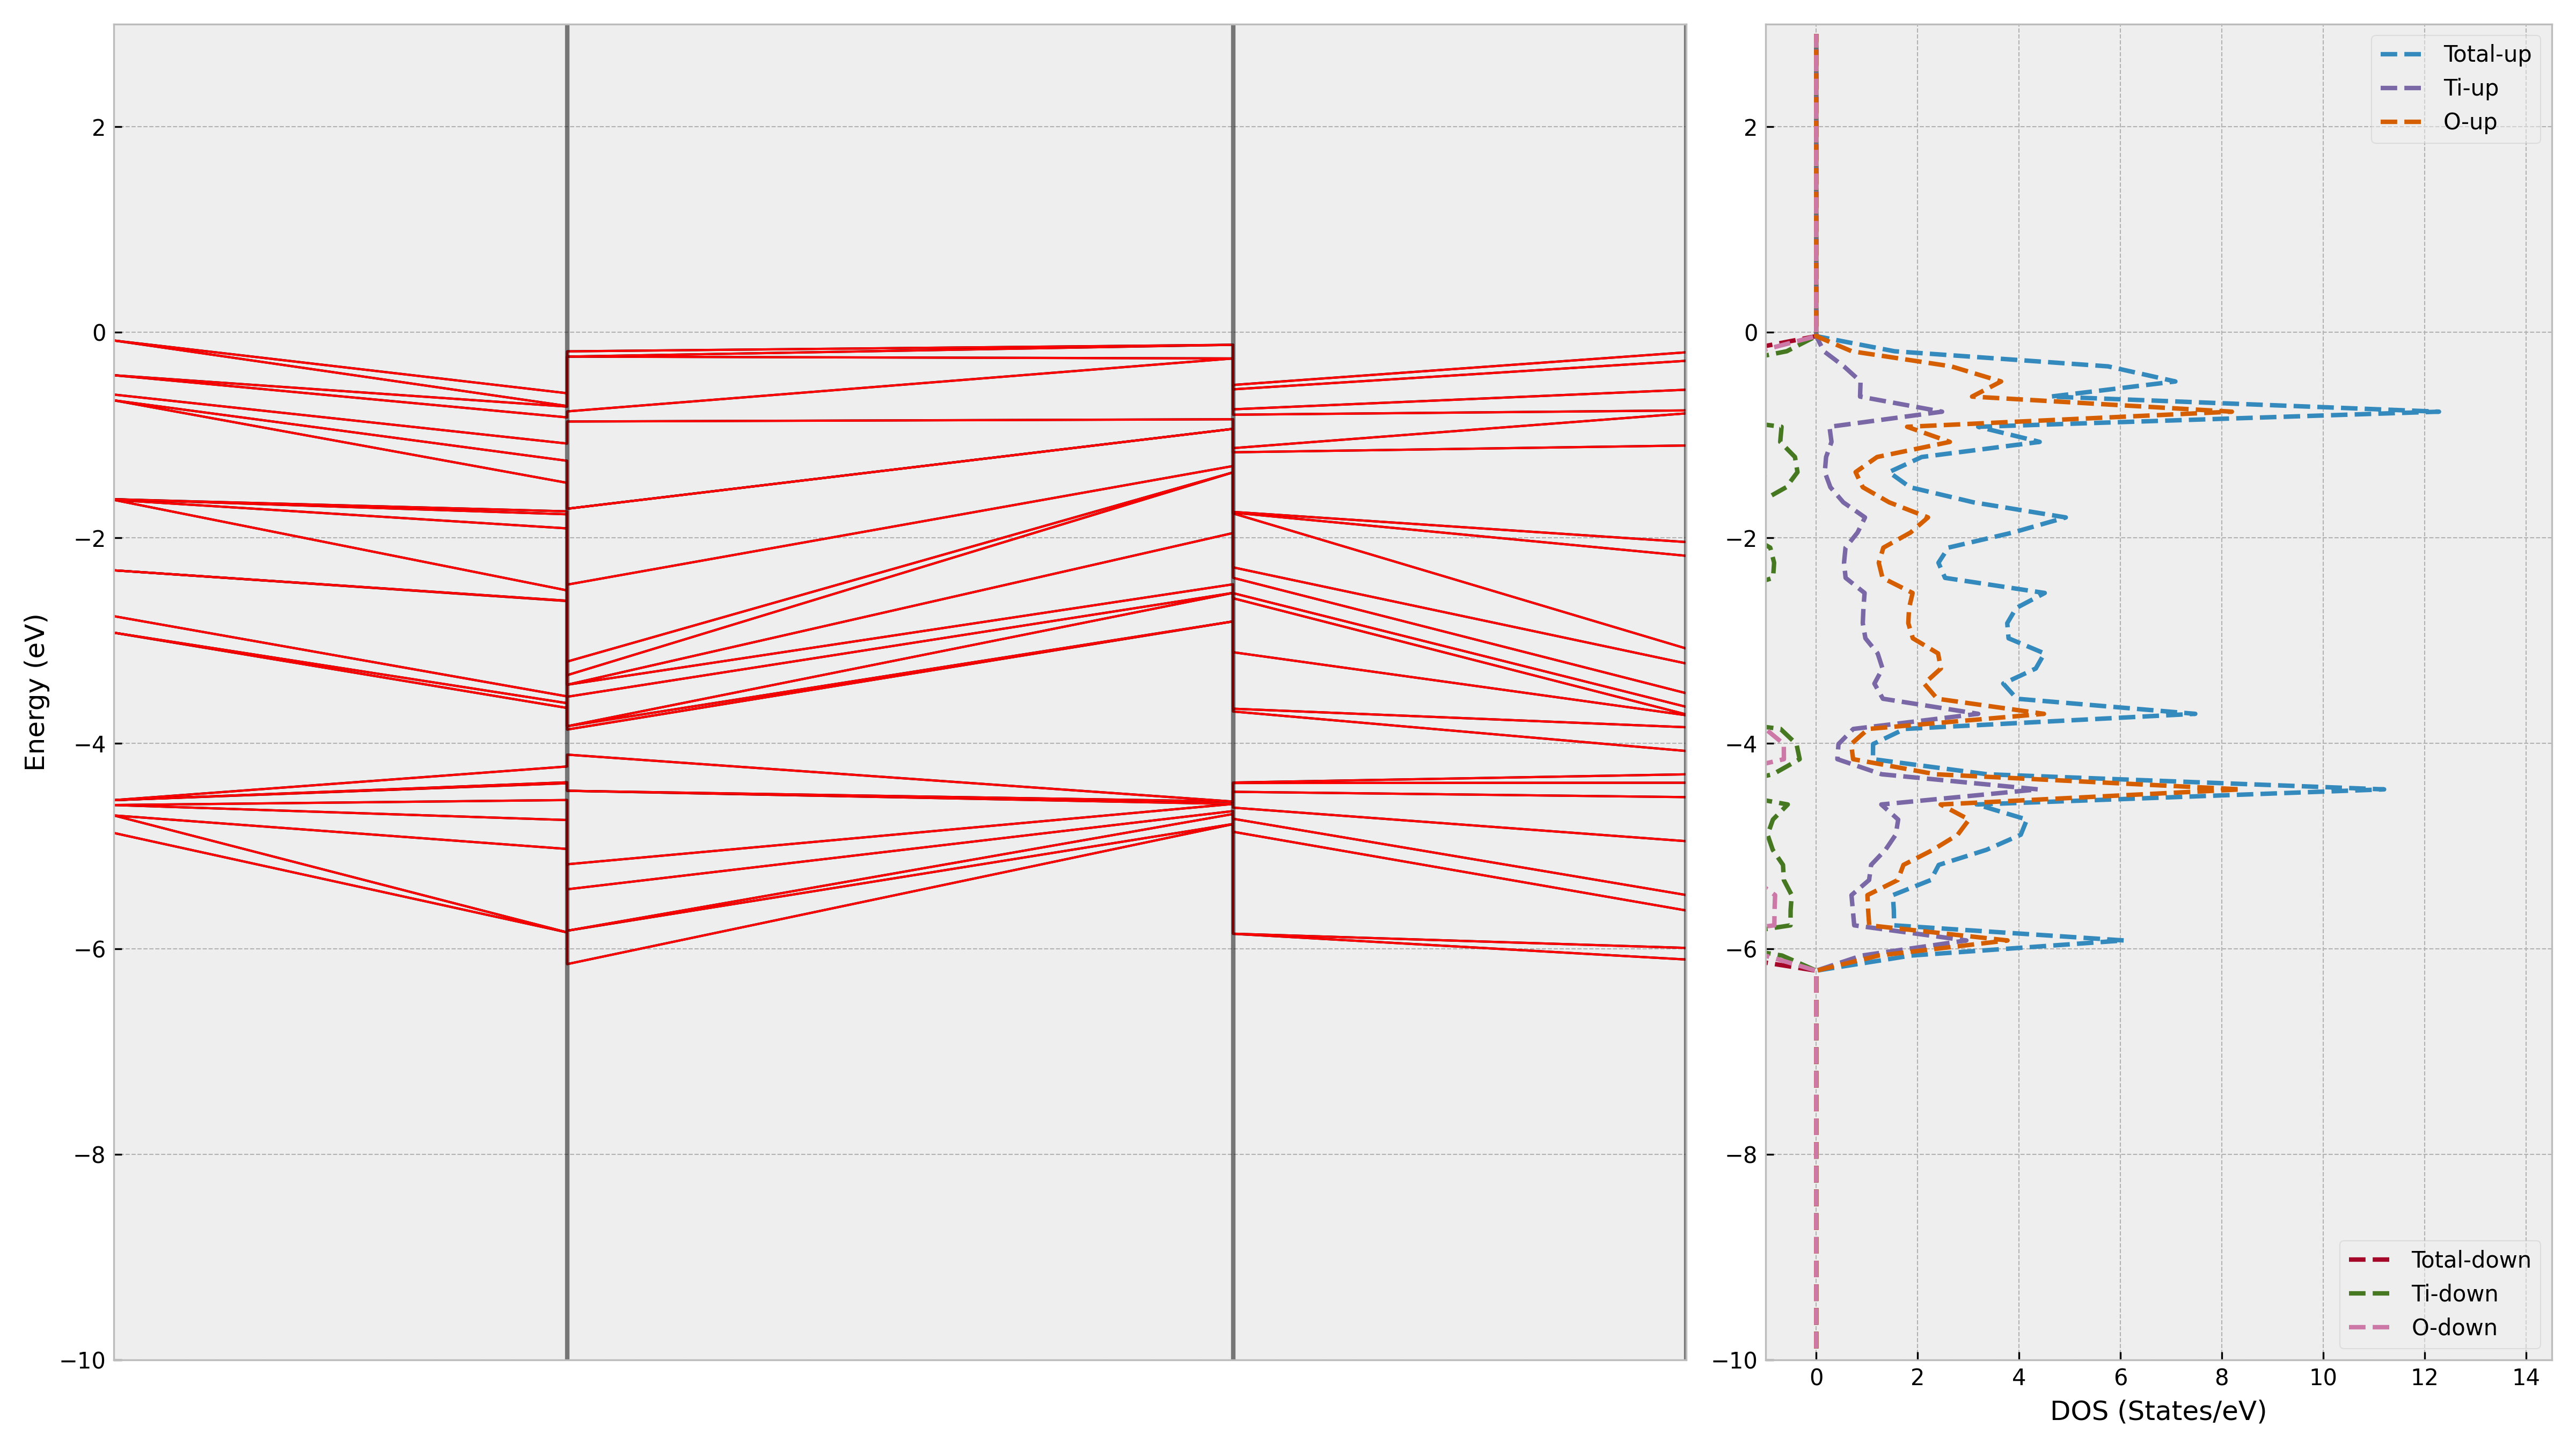 Energy (eV)
2
0
−2
−4
−6
−8
−10
2
0
−2
−4
−6
−8
−10
Total-up
Ti-up
O-up
Total-down
Ti-down
O-down
0 2 4 6 8 10 12 14
DOS (States/eV)